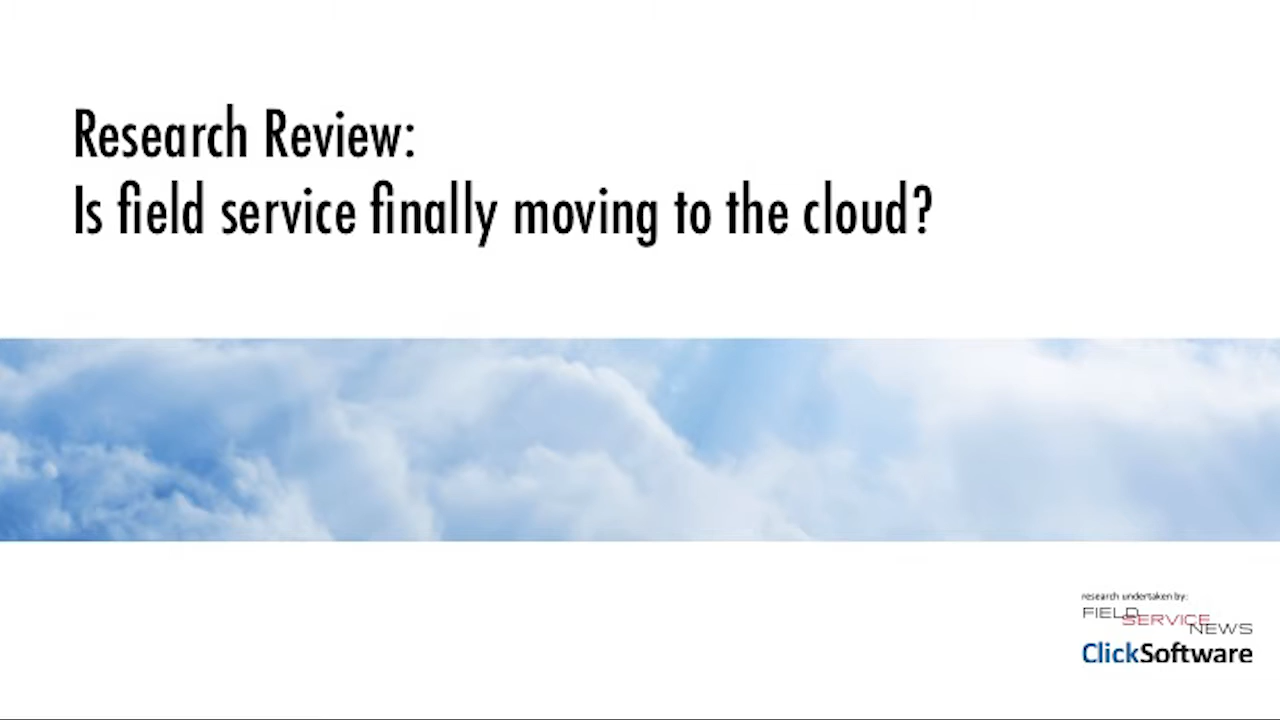 Research Review:
Is field service finally moving to the cloud?
research undertaken by:
FIELD
SERVICE
NEWS
ClickSoftware